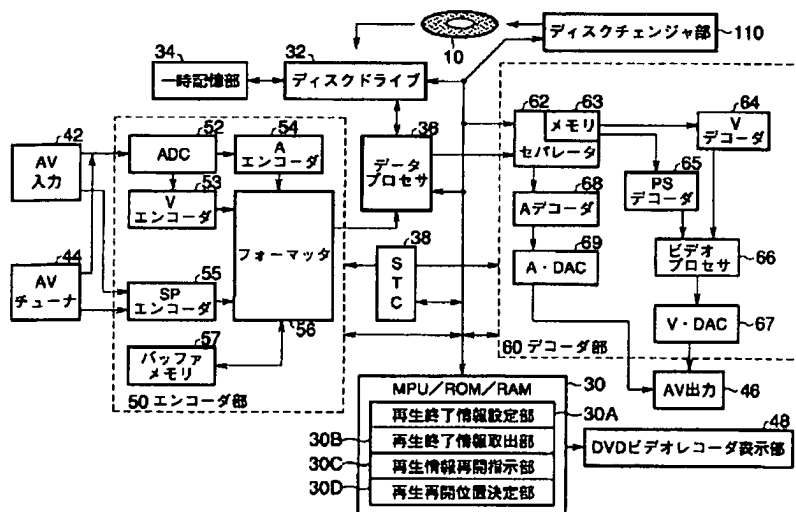 34
一時記憶部
32
ディスクドライブ
10
ディスクチェンジャ部
110
42
AV
入力
44
AV
チューナ
52
ADC
54
A
エンコーダ
53
V
エンコーダ
55
SP
エンコーダ
57
バッファ
メモリ
フォーマッタ
56
50 エンコーダ部
36
データ
プロセサ
38
S
T
C
62
63
メモリ
セパレータ
64
V
デコーダ
65
PS
デコーダ
68
Aデコーダ
69
A・DAC
ビデオ
プロセサ
66
V・DAC
67
60 デコーダ部
AV出力
46
MPU/ROM/RAM
30
再生終了情報設定部
30A
30B
再生終了情報取出部
30C
再生情報再開指示部
30D
再生再開位置決定部
48
DVDビデオレコーダ表示部